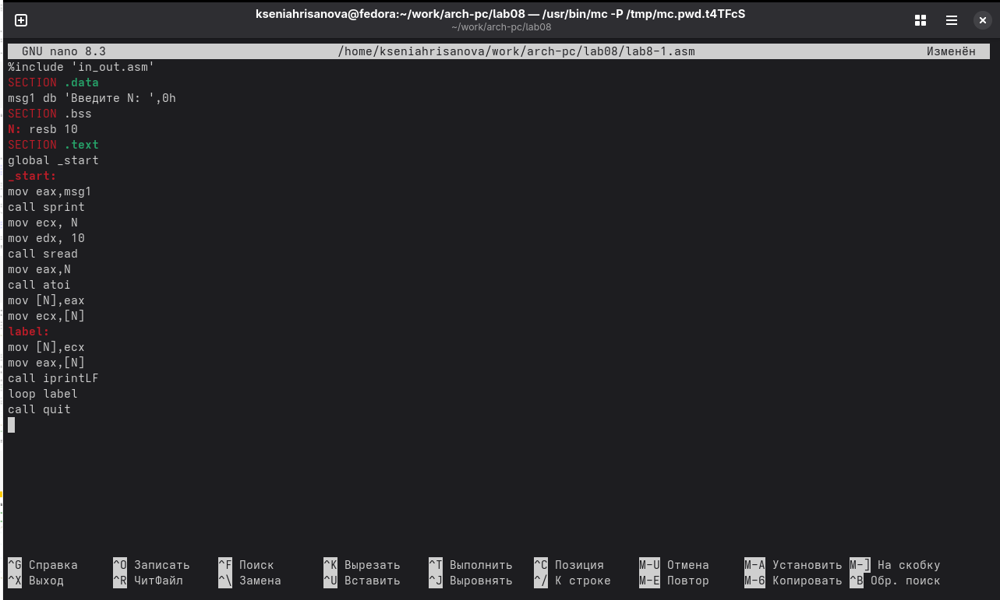 kseniahrisanova@fedora:~/work/arch-pc/lab08 — /usr/bin/mc -P /tmp/mc.pwd.t4TFcS
~/work/arch-pc/lab08
GNU nano 8.3 /home/kseniahrisanova/work/arch-pc/lab08/lab8-1.asm Изменён
%include 'in_out.asm'
SECTION .data
msg1 db 'Введите N: ',0h
SECTION .bss
N: resb 10
SECTION .text
global _start
_start:
mov eax,msg1
call sprint
mov ecx, N
mov edx, 10
call sread
mov eax,N
call atoi
mov [N],eax
mov ecx,[N]
label:
mov [N],ecx
mov eax,[N]
call iprintLF
loop label
call quit
^G Справка ^O Записать ^F Поиск ^K Вырезать ^T Выполнить ^C Позиция M-U Отмена M-A Установить M-] На скобку
^X Выход ^R ЧитФайл ^\ Замена ^U Вставить ^J Выровнять ^/ К строке M-E Повтор M-6 Копировать ^B Обр. поиск